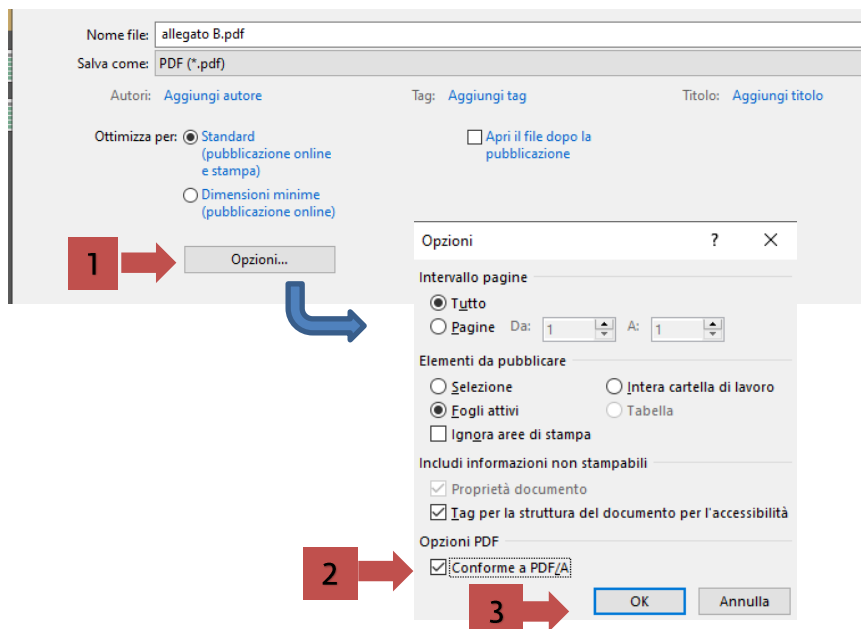 Nome file: allegato B.pdf
Salva come: PDF (*.pdf)
Autori: Aggiungi autore Tag: Aggiungi tag Titolo: Aggiungi titolo
Ottimizza per: Standard
(pubblicazione online
e stampa)
Dimensioni minime
(pubblicazione online)
Apri il file dopo la
pubblicazione
1
Opzioni...
Opzioni ? X
Intervallo pagine
Tutto
Pagine Da: 1 A: 1
Elementi da pubblicare
Selezione Intera cartella di lavoro
Fogli attivi Tabella
Ignora aree di stampa
Includi informazioni non stampabili
Proprietà documento
Tag per la struttura del documento per l'accessibilità
Opzioni PDF
2
Conforme a PDF/A
3
OK Annulla